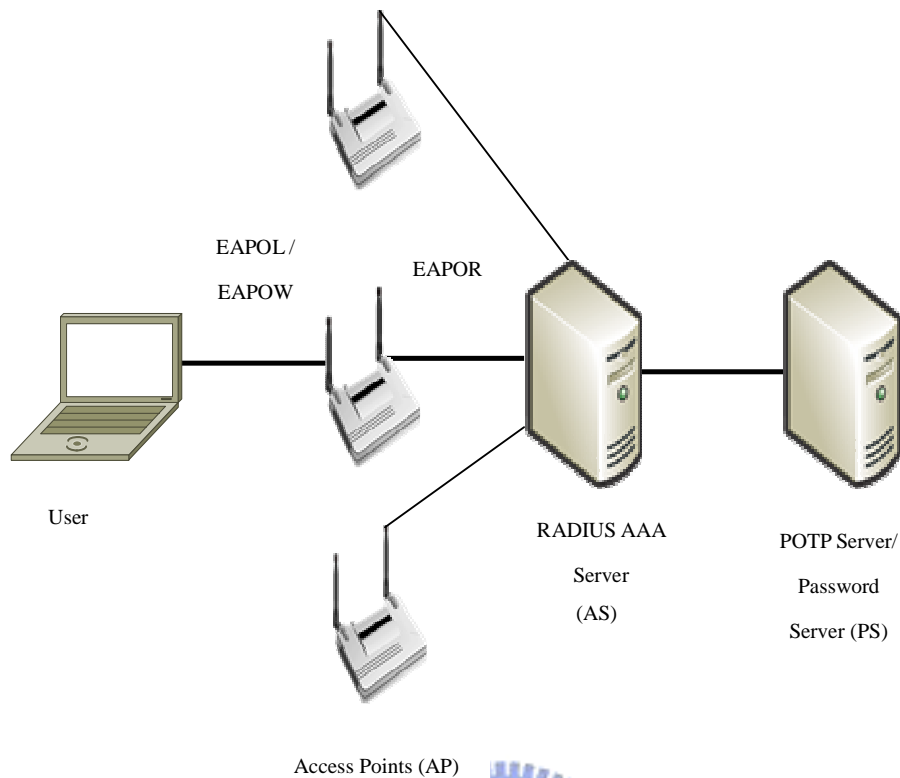 EAPOL /
EAPOW
EAPOR
User
RADIUS AAA
Server
(AS)
POTP Server/
Password
Server (PS)
Access Points (AP)